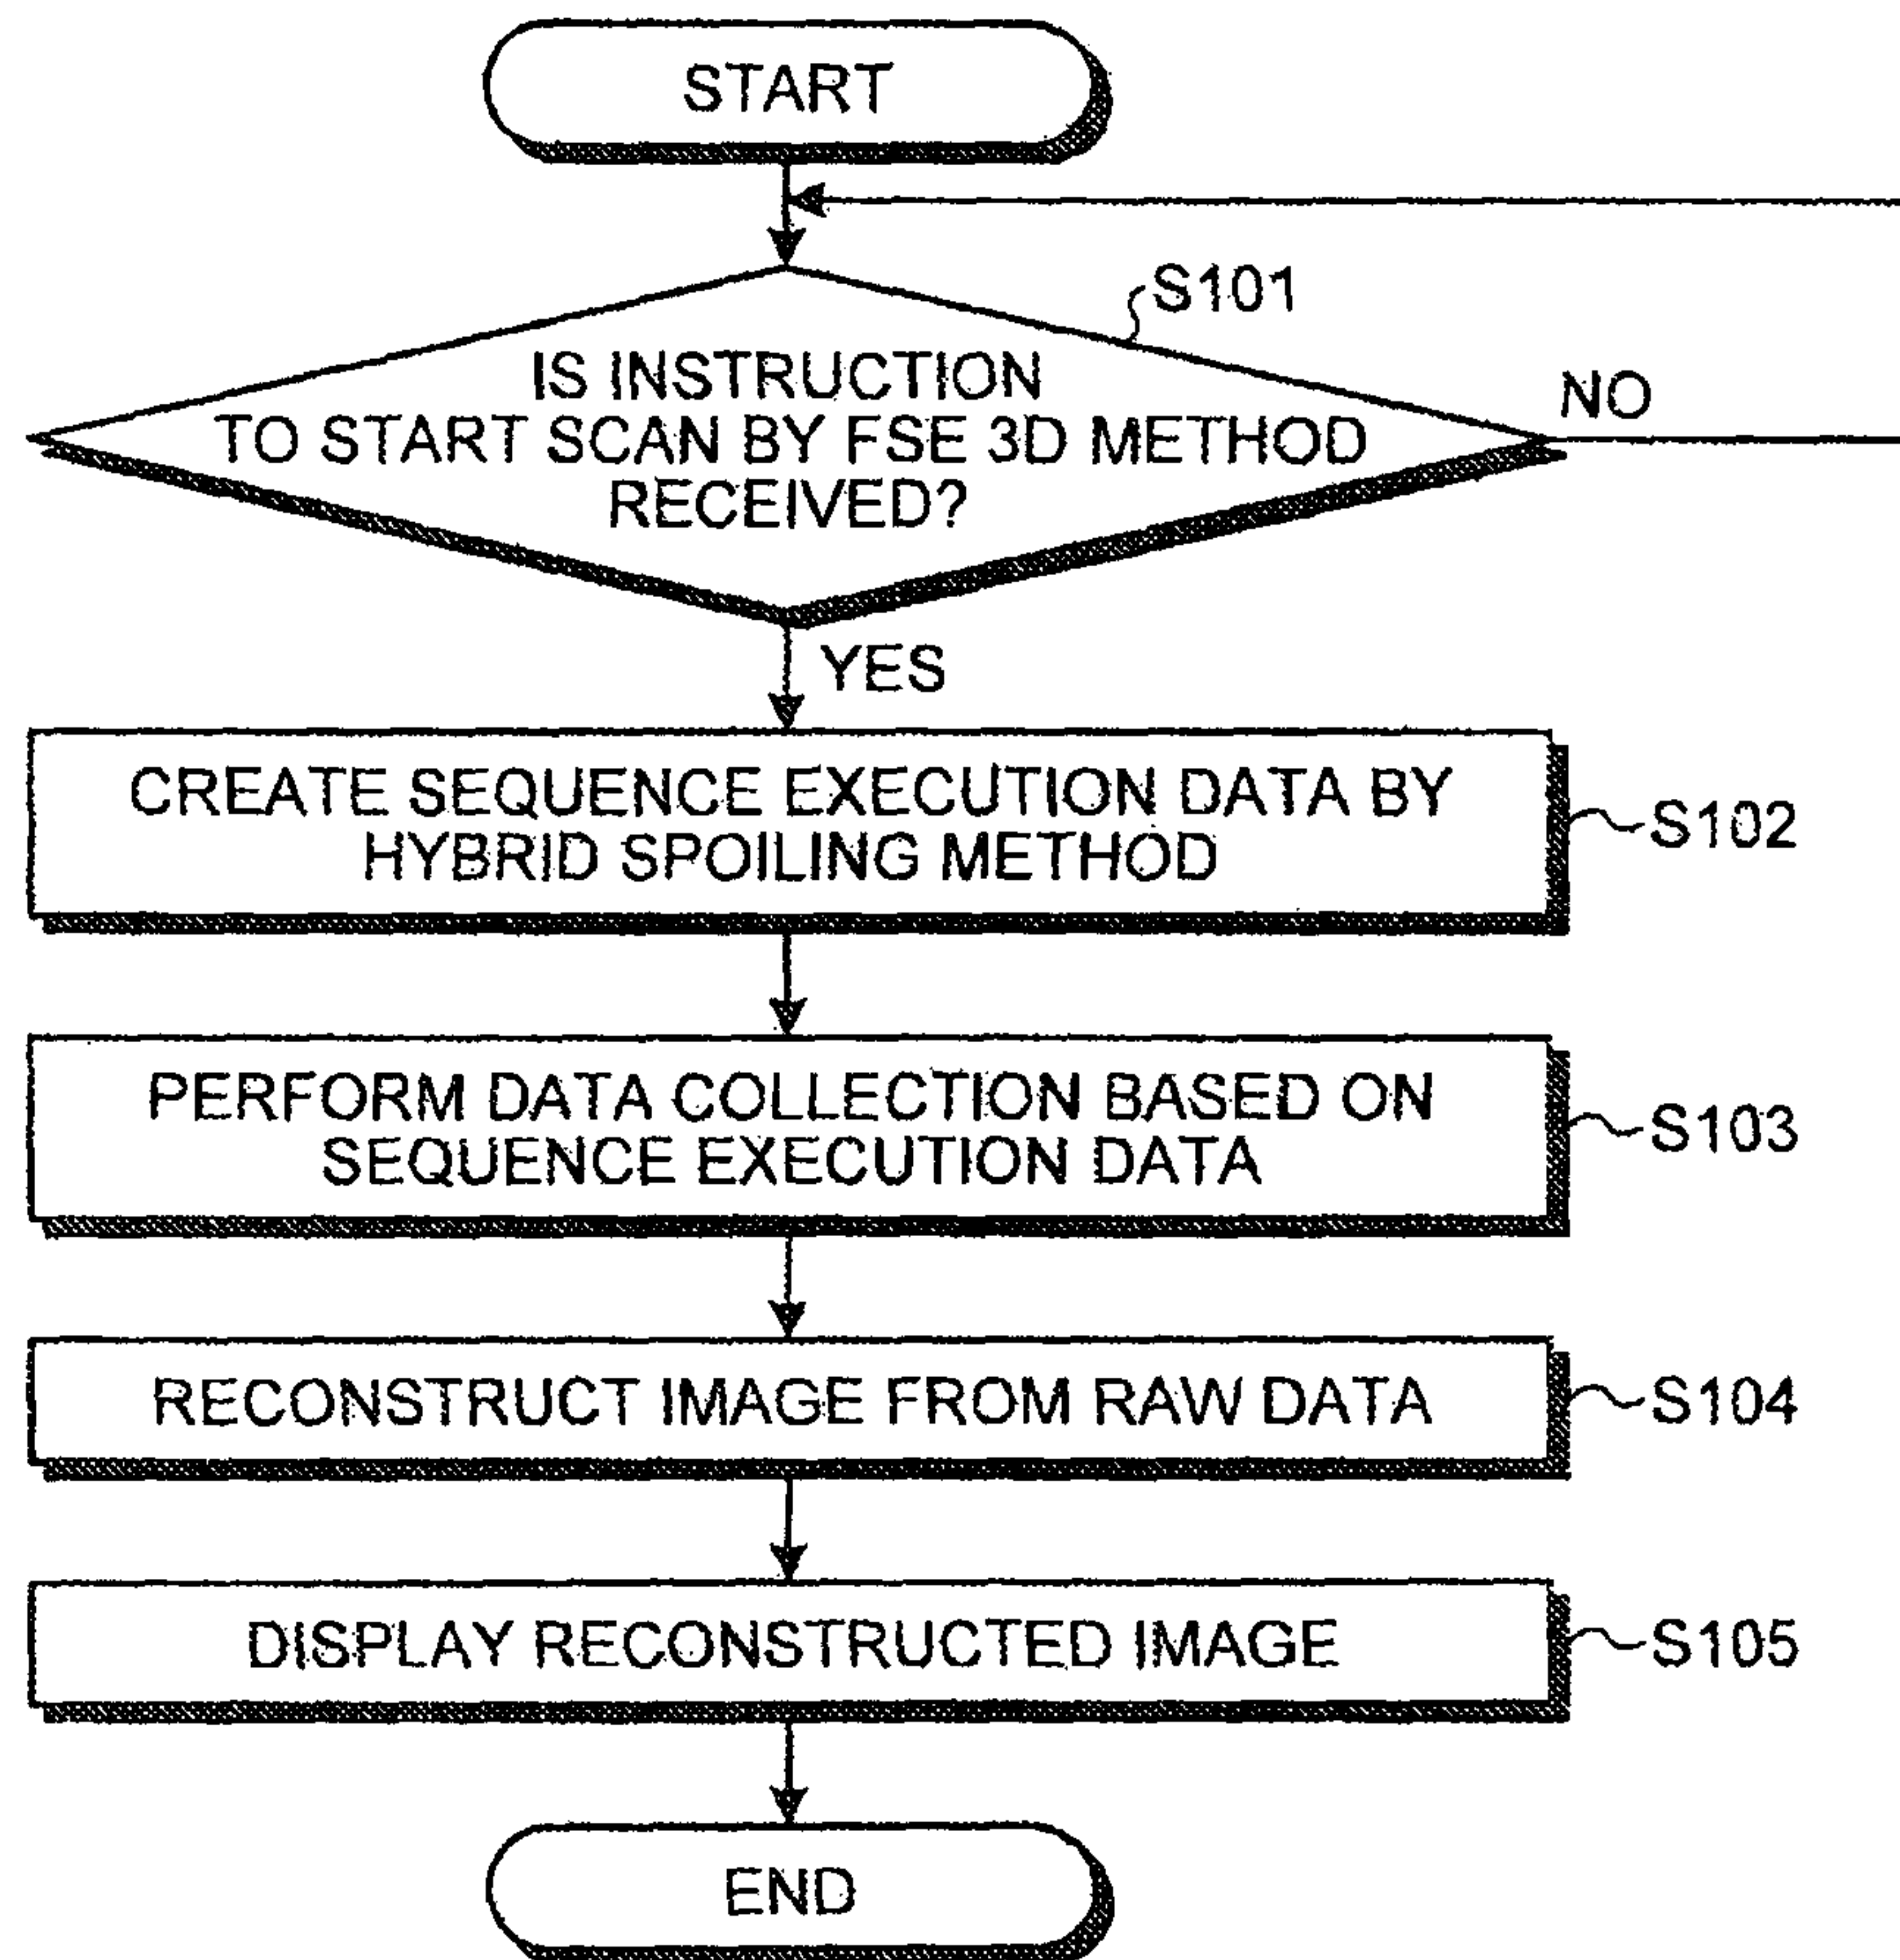 START
S101
IS INSTRUCTION
TO START SCAN BY FSE 3D METHOD
RECEIVED?
NO
YES
CREATE SEQUENCE EXECUTION DATA BY
HYBRID SPOILING METHOD
S102
PERFORM DATA COLLECTION BASED ON
SEQUENCE EXECUTION DATA
S103
RECONSTRUCT IMAGE FROM RAW DATA
S104
DISPLAY RECONSTRUCTED IMAGE
S105
END